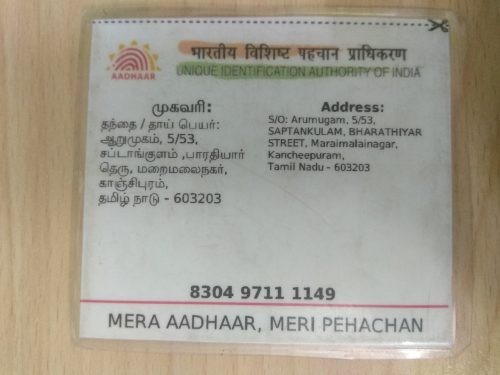 भारतीय विशिष्ट पहचान प्राधिकरण
AADHAAR
UNIQUE IDENTIFICATION AUTHORITY OF INDIA
முகவரி:
தந்தை / தாய் பெயர்:
ஆறுமுகம், 5/53,
சப்டாங்குளம் ,பாரதியார்
தெரு, மறைமலைநகர்,
காஞ்சிபுரம்,
தமிழ் நாடு - 603203
Address:
S/O: Arumugam, 5/53,
SAPTANKULAM, BHARATHIYAR
STREET, Maraimalainagar,
Kancheepuram,
Tamil Nadu - 603203
8304 9711 1149
MERA AADHAAR, MERI PEHACHAN